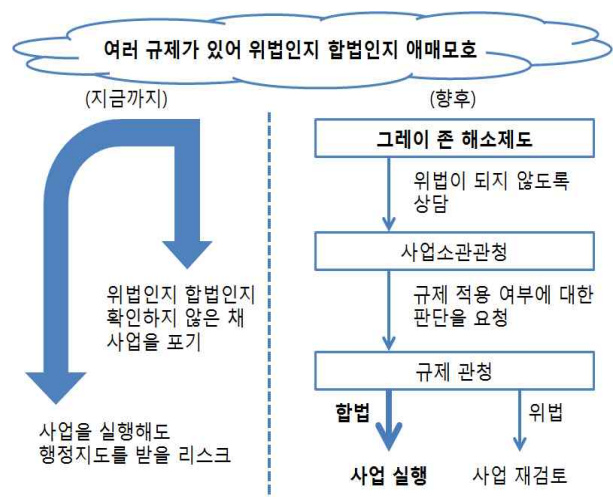 여러 규제가 있어 위법인지 합법인지 애매모호
(지금까지)
위법인지 합법인지
확인하지 않은 채
사업을 포기
사업을 실행해도
행정지도를 받을 리스크
(향후)
그레이 존 해소제도
위법이 되지 않도록
상담
사업소관관청
규제 적용 여부에 대한
판단을 요청
규제 관청
합법
위법
사업 실행
사업 재검토